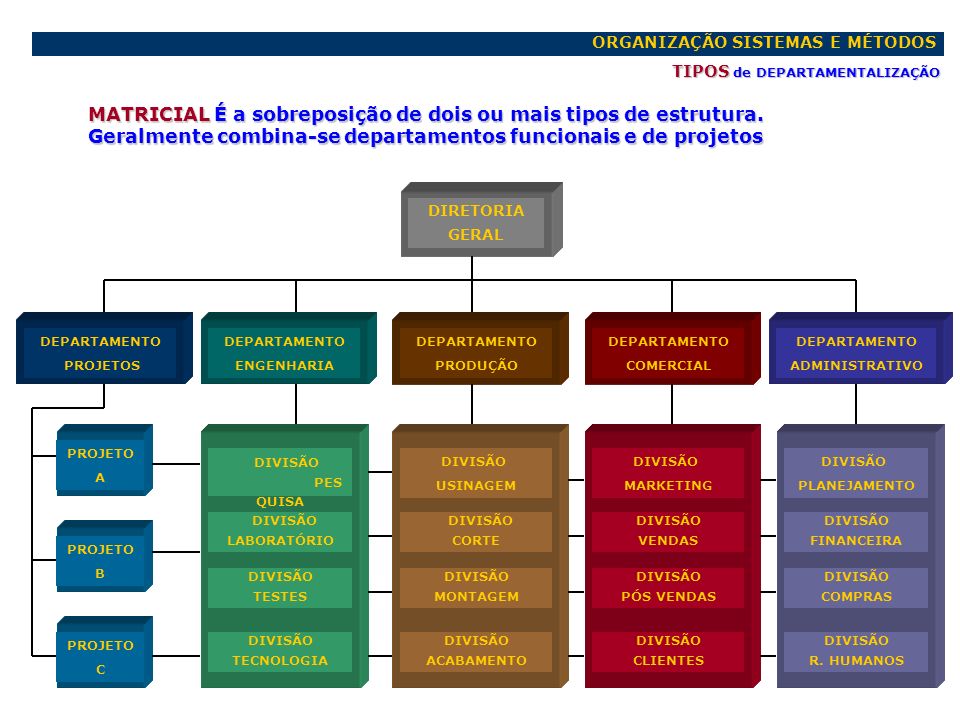 ORGANIZAÇÃO SISTEMAS E MÉTODOS
TIPOS de DEPARTAMENTALIZAÇÃO
MATRICIAL É a sobreposição de dois ou mais tipos de estrutura.
Geralmente combina-se departamentos funcionais e de projetos
DIRETORIA
GERAL
DEPARTAMENTO
PROJETOS
DEPARTAMENTO
ENGENHARIA
DEPARTAMENTO
PRODUÇÃO
DEPARTAMENTO
COMERCIAL
DEPARTAMENTO
ADMINISTRATIVO
PROJETO
A
PROJETO
B
PROJETO
C
DIVISÃO
PES
QUISA
DIVISÃO
LABORATÓRIO
DIVISÃO
TESTES
DIVISÃO
TECNOLOGIA
DIVISÃO
USINAGEM
DIVISÃO
CORTE
DIVISÃO
MONTAGEM
DIVISÃO
ACABAMENTO
DIVISÃO
MARKETING
DIVISÃO
VENDAS
DIVISÃO
PÓS VENDAS
DIVISÃO
CLIENTES
DIVISÃO
PLANEJAMENTO
DIVISÃO
FINANCEIRA
DIVISÃO
COMPRAS
DIVISÃO
R. HUMANOS